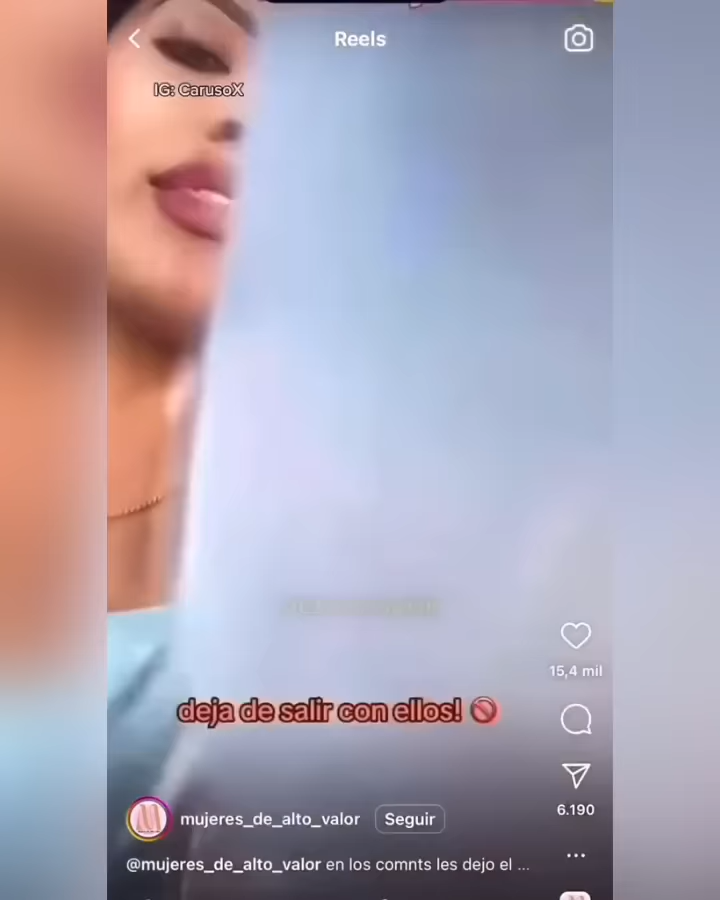 Reels
IG: CarusoX
15,4 mil
deja de salir con ellos! 🚫
6.190
mujeres_de_alto_valor Seguir
@mujeres_de_alto_valor en los comnts les dejo el ...